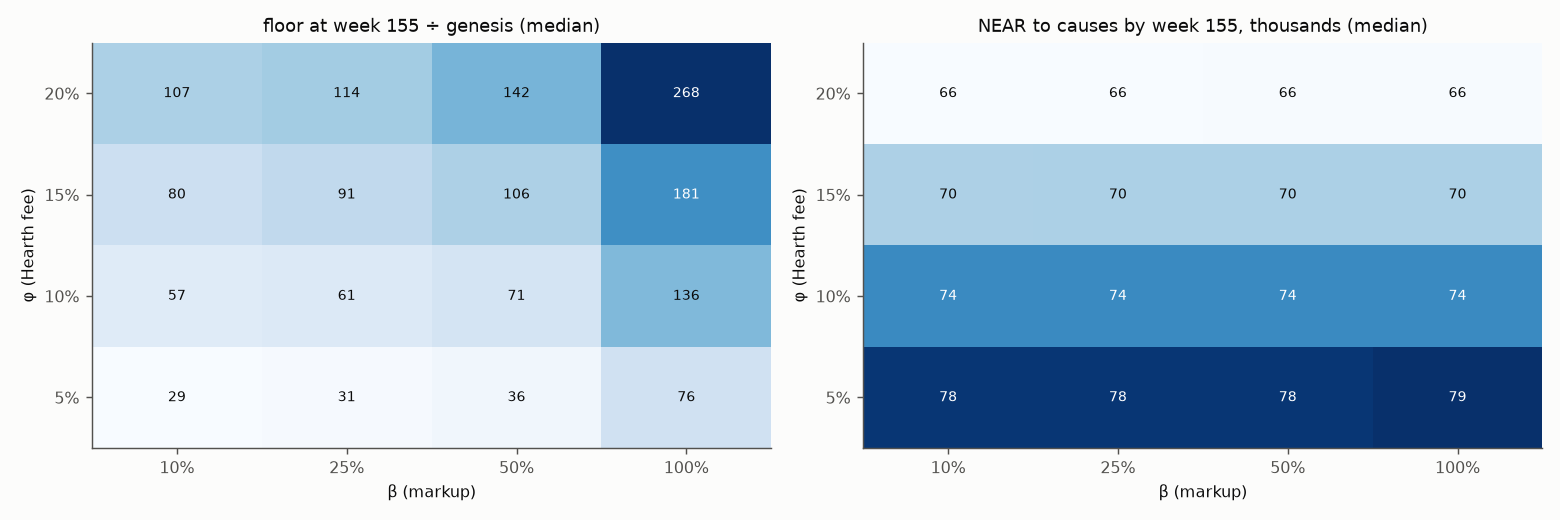 floor at week 155 ÷ genesis (median)
φ (Hearth fee)
20% 107 114 142 268
15% 80 91 106 181
10% 57 61 71 136
5% 29 31 36 76
10% 25% 50% 100%
β (markup)
NEAR to causes by week 155, thousands (median)
φ (Hearth fee)
20% 66 66 66 66
15% 70 70 70 70
10% 74 74 74 74
5% 78 78 78 79
10% 25% 50% 100%
β (markup)